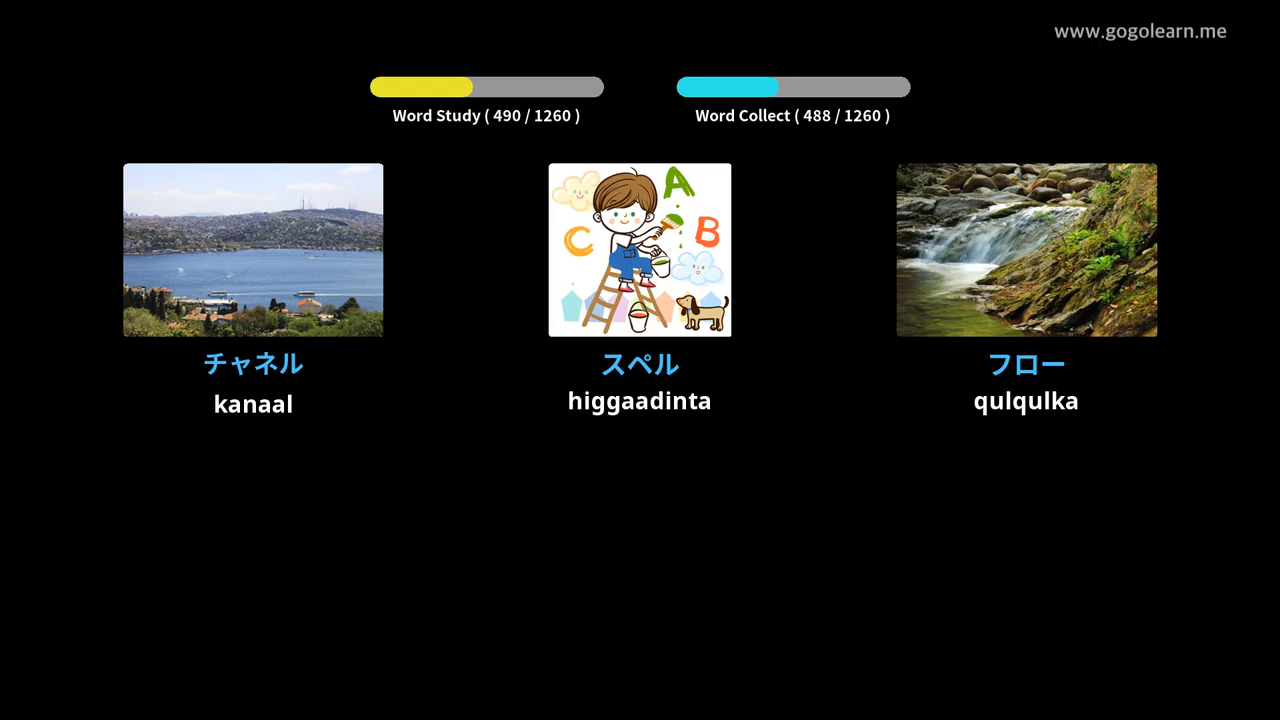 www.gogolearn.me
Word Study ( 490 / 1260 )
Word Collect ( 488 / 1260 )
A
B
C
チャネル
スペル
フロー
kanaal
higgaadinta
qulqulka